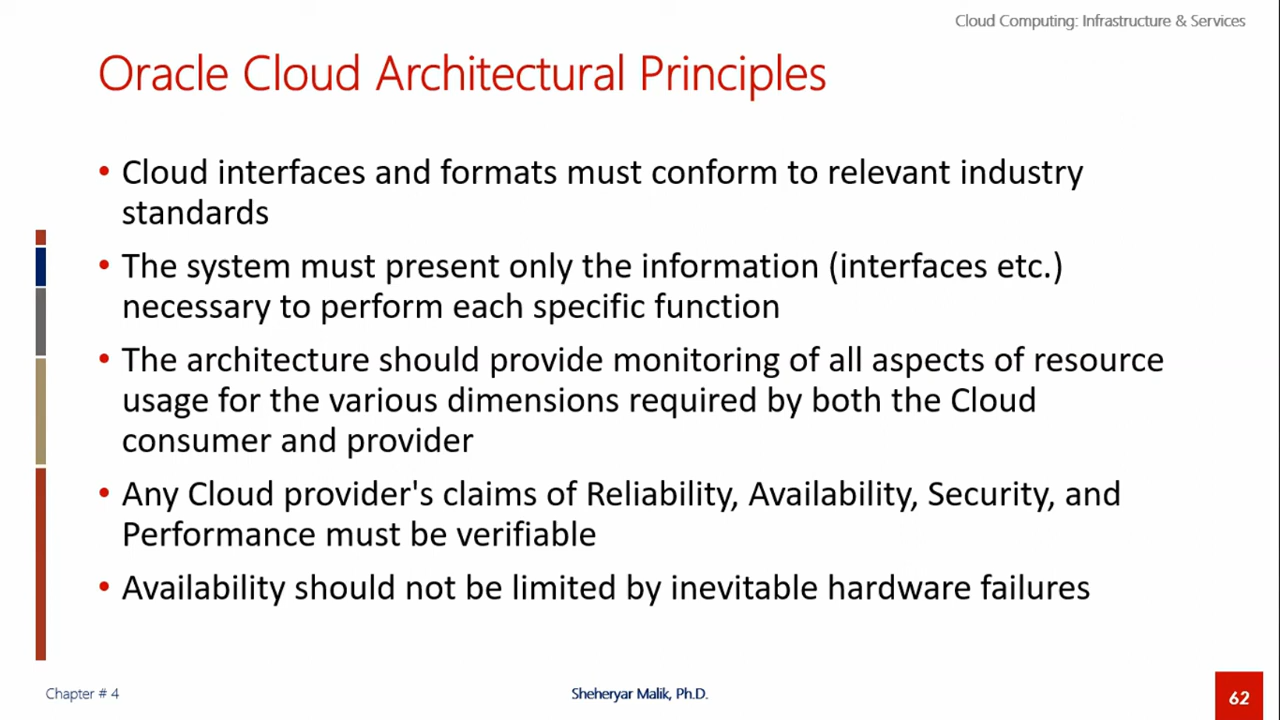 Cloud Computing: Infrastructure & Services
Oracle Cloud Architectural Principles
• Cloud interfaces and formats must conform to relevant industry
standards
• The system must present only the information (interfaces etc.)
necessary to perform each specific function
• The architecture should provide monitoring of all aspects of resource
usage for the various dimensions required by both the Cloud
consumer and provider
• Any Cloud provider's claims of Reliability, Availability, Security, and
Performance must be verifiable
• Availability should not be limited by inevitable hardware failures
Chapter # 4
Sheheryar Malik, Ph.D.
62